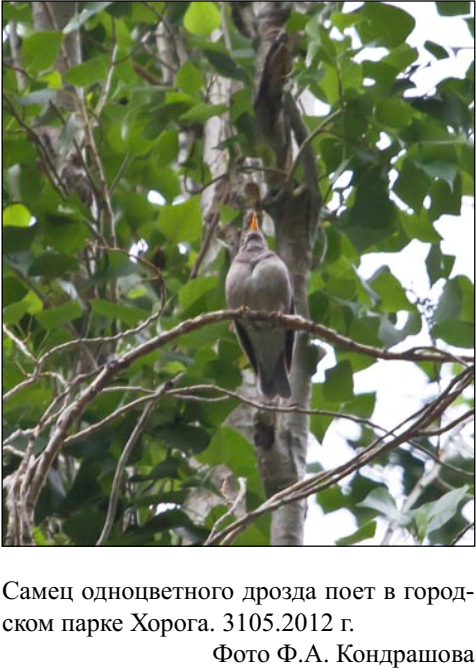 Самец одноцветного дрозда поет в город-
ском парке Хорога. 3105.2012 г.
Фото Ф.А. Кондрашова